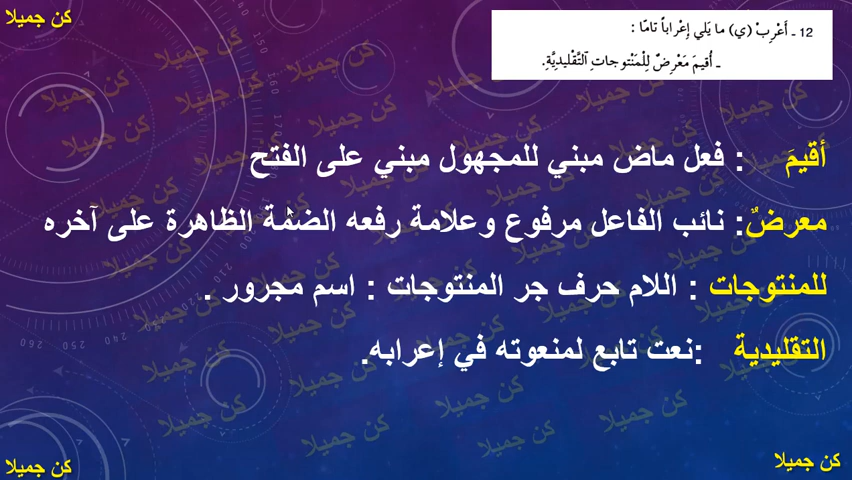 كن جميلا
12 ـ أَعْرِبْ (ي) ما يَلي إعْراباً تامّا :
ـ أُقيمَ مَعْرِضٌ لِلْمَنْتوجاتِ التَّقْليدِيَّةِ.
أقيمَ : فعل ماض مبني للمجهول مبني على الفتح
معرضٌ: نائب الفاعل مرفوع وعلامة رفعه الضمة الظاهرة على آخره
للمنتوجات : اللام حرف جر المنتوجات : اسم مجرور .
التقليدية :نعت تابع لمنعوته في إعرابه.
كن جميلا
كن جميلا